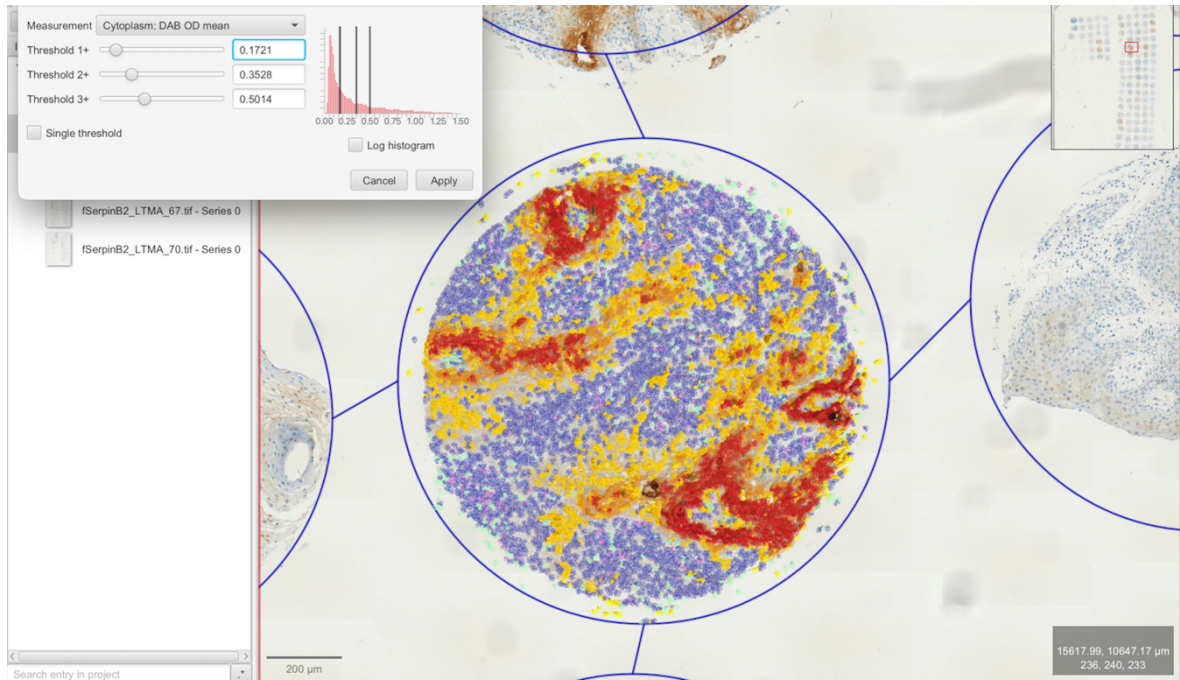 Measurement Cytoplasm: DAB OD mean
Threshold 1+ 0.1721
Threshold 2+ 0.3528
Threshold 3+ 0.5014
0.00 0.25 0.50 0.75 1.00 1.25 1.50
Single threshold
Log histogram
Cancel Apply
fSerpinB2_LTMA_67.tif - Series 0
fSerpinB2_LTMA_70.tif - Series 0
200 µm
15617.99, 10647.17 µm
236, 240, 233
Search entry in project